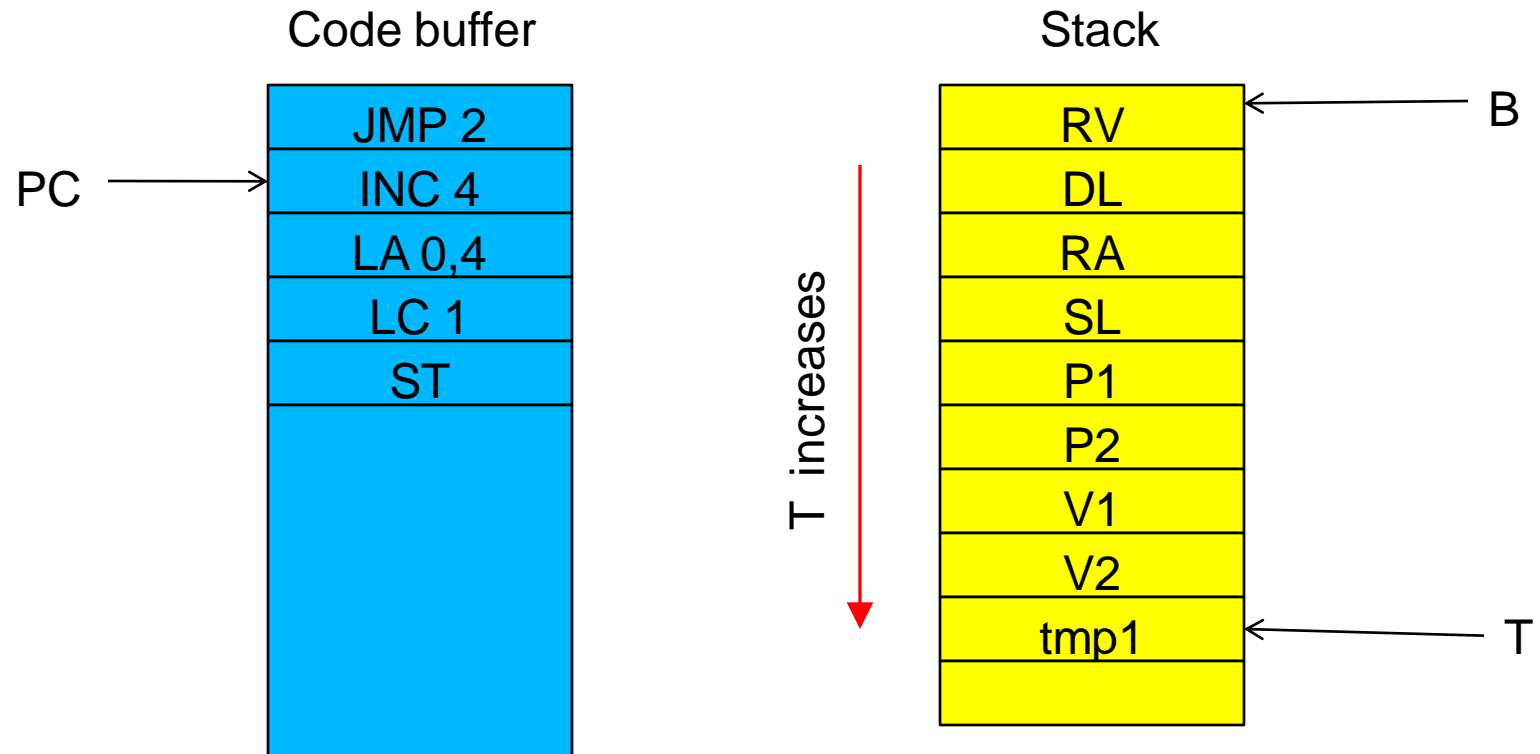 Code buffer
JMP 2
INC 4
LA 0,4
LC 1
ST
PC
Stack
RV
DL
RA
SL
P1
P2
V1
V2
tmp1
B
T
T increases